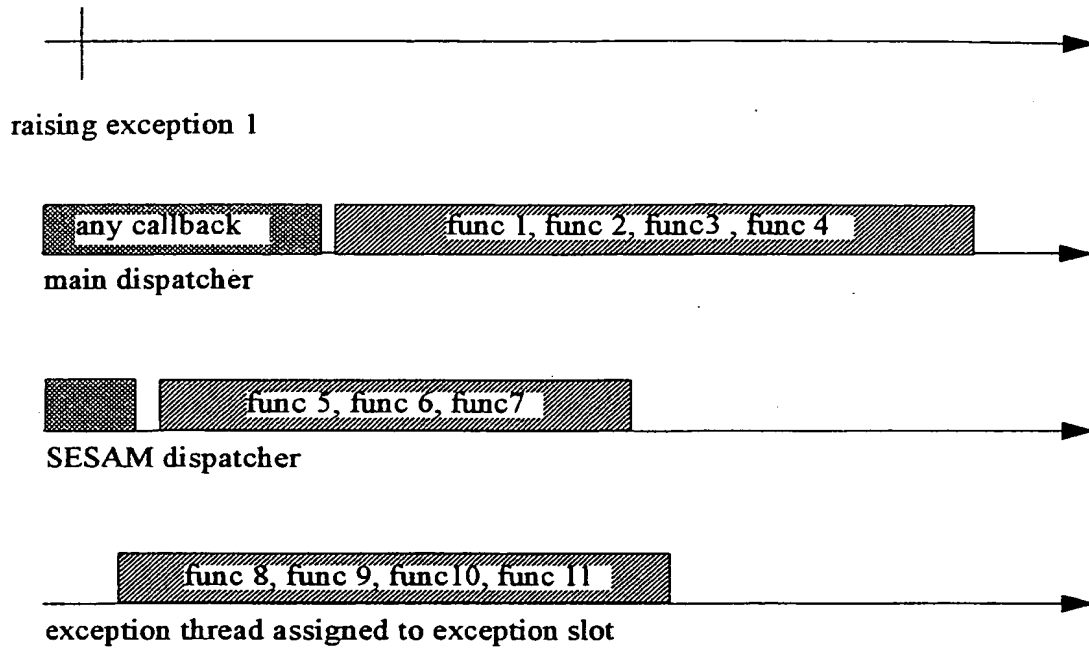 raising exception 1
any callback
func 1, func 2, func3 , func 4
main dispatcher
func 5, func 6, func7
SESAM dispatcher
func 8, func 9, func10, func 11
exception thread assigned to exception slot